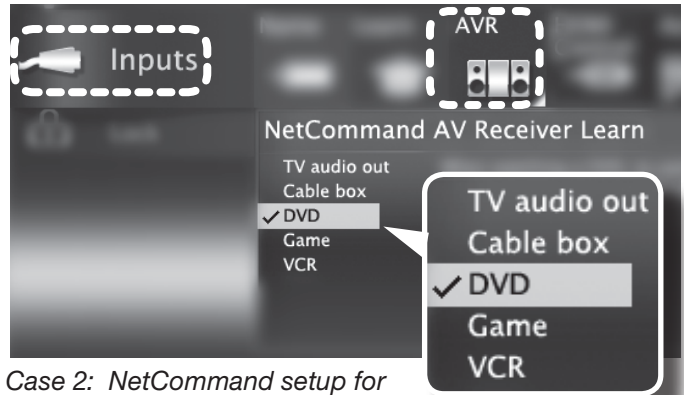 Inputs
AVR
NetCommand AV Receiver Learn
TV audio out
Cable box
✓ DVD
Game
VCR
TV audio out
Cable box
✓ DVD
Game
VCR
Case 2: NetCommand setup for